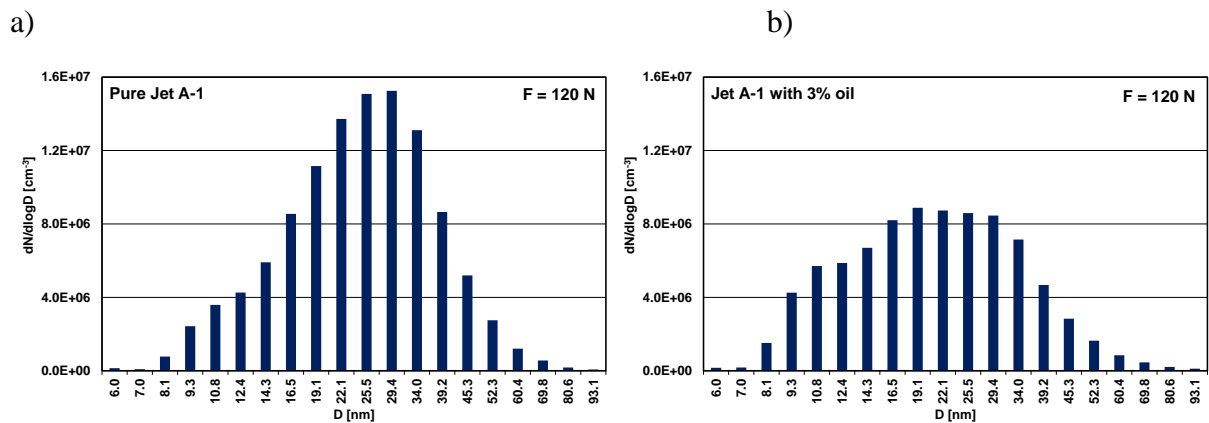 a)
b)
Pure Jet A-1
F = 120 N
dN/dlogD [cm-3]
1.6E+07
1.2E+07
8.0E+06
4.0E+06
0.0E+00
6.0
7.0
8.1
9.3
10.8
12.4
14.3
16.5
19.1
22.1
25.5
29.4
34.0
39.2
45.3
52.3
60.4
69.8
80.6
93.1
D [nm]
Jet A-1 with 3% oil
F = 120 N
dN/dlogD [cm-3]
1.6E+07
1.2E+07
8.0E+06
4.0E+06
0.0E+00
6.0
7.0
8.1
9.3
10.8
12.4
14.3
16.5
19.1
22.1
25.5
29.4
34.0
39.2
45.3
52.3
60.4
69.8
80.6
93.1
D [nm]